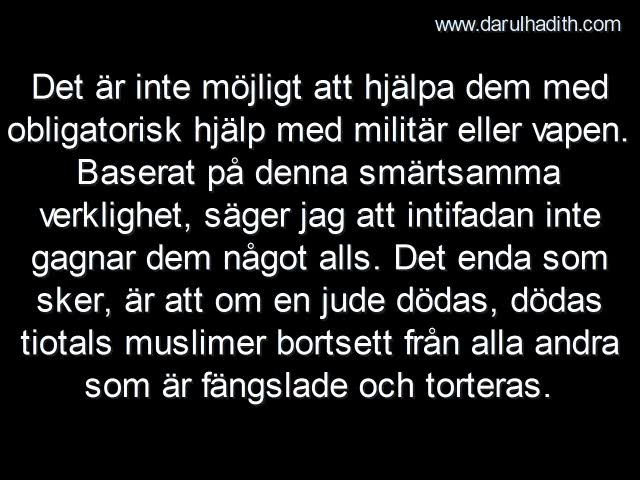 www.darulhadith.com
Det är inte möjligt att hjälpa dem med
obligatorisk hjälp med militär eller vapen.
Baserat på denna smärtsamma
verklighet, säger jag att intifadan inte
gagnar dem något alls. Det enda som
sker, är att om en jude dödas, dödas
tiotals muslimer bortsett från alla andra
som är fängslade och torteras.